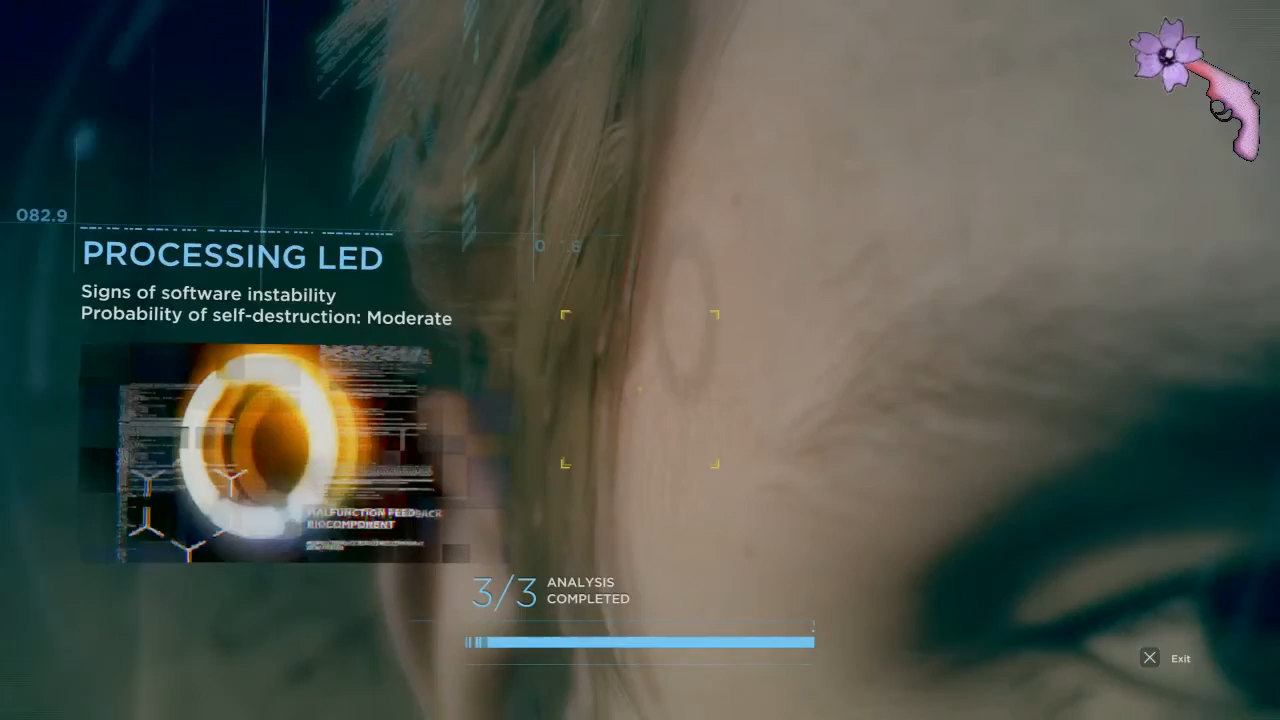 082.9
PROCESSING LED
Signs of software instability
Probability of self-destruction: Moderate
MALFUNCTION FEEDBACK
BIOCOMPONENT
3/3 ANALYSIS
COMPLETED
Exit